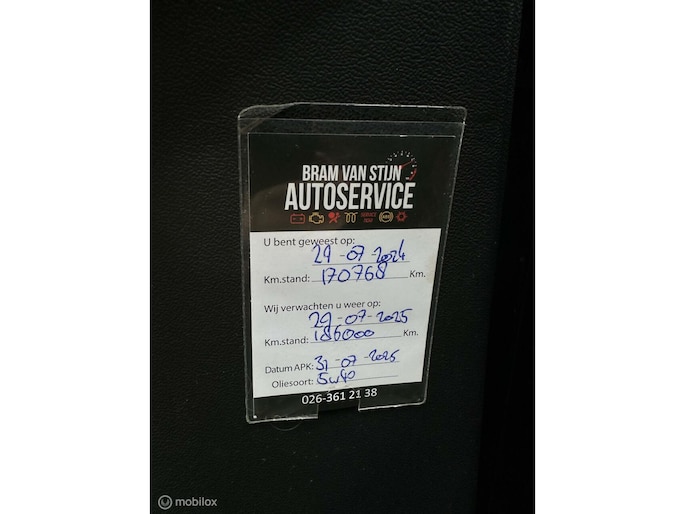 BRAM VAN STIJN
AUTOSERVICE
U bent geweest op:
29-07-2024
Km.stand: 170768 Km.
Wij verwachten u weer op:
29-07-2025
Km.stand: 186000 Km.
Datum APK: 31-07-2025
Oliesoort: 5w40
026-361 21 38
mobilox